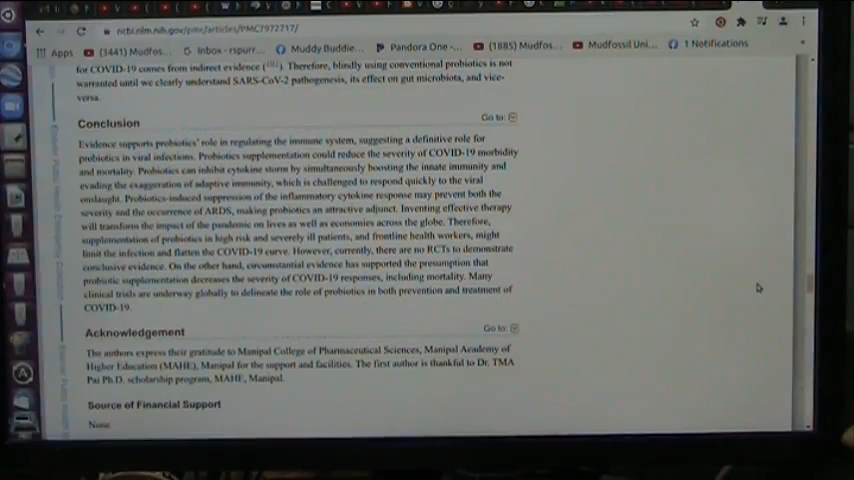 ncbi.nlm.nih.gov/pmc/articles/PMC7972717/
Apps (3441) Mudfos... Inbox - rspurr... Muddy Buddie... Pandora One -... (1885) Mudfos... Mudfossil Uni... 1 Notifications
for COVID-19 comes from indirect evidence. Therefore, blindly using conventional probiotics is not
warranted until we clearly understand SARS-CoV-2 pathogenesis, its effect on gut microbiota, and vice-
versa.
Conclusion Go to:
Evidence supports probiotics' role in regulating the immune system, suggesting a definitive role for
probiotics in viral infections. Probiotics supplementation could reduce the severity of COVID-19 morbidity
and mortality. Probiotics can inhibit cytokine storm by simultaneously boosting the innate immunity and
evading the exaggeration of adaptive immunity, which is challenged to respond quickly to the viral
onslaught. Probiotics-induced suppression of the inflammatory cytokine response may prevent both the
severity and the occurrence of ARDS, making probiotics an attractive adjunct. Inventing effective therapy
will transform the impact of the pandemic on lives as well as economies across the globe. Therefore,
supplementation of probiotics in high risk and severely ill patients, and frontline health workers, might
limit the infection and flatten the COVID-19 curve. However, currently, there are no RCTs to demonstrate
conclusive evidence. On the other hand, circumstantial evidence has supported the presumption that
probiotic supplementation decreases the severity of COVID-19 responses, including mortality. Many
clinical trials are underway globally to delineate the role of probiotics in both prevention and treatment of
COVID-19.
Acknowledgement Go to:
The authors express their gratitude to Manipal College of Pharmaceutical Sciences, Manipal Academy of
Higher Education (MAHE), Manipal for the support and facilities. The first author is thankful to Dr. TMA
Pai Ph.D. scholarship program, MAHE, Manipal.
Source of Financial Support
None